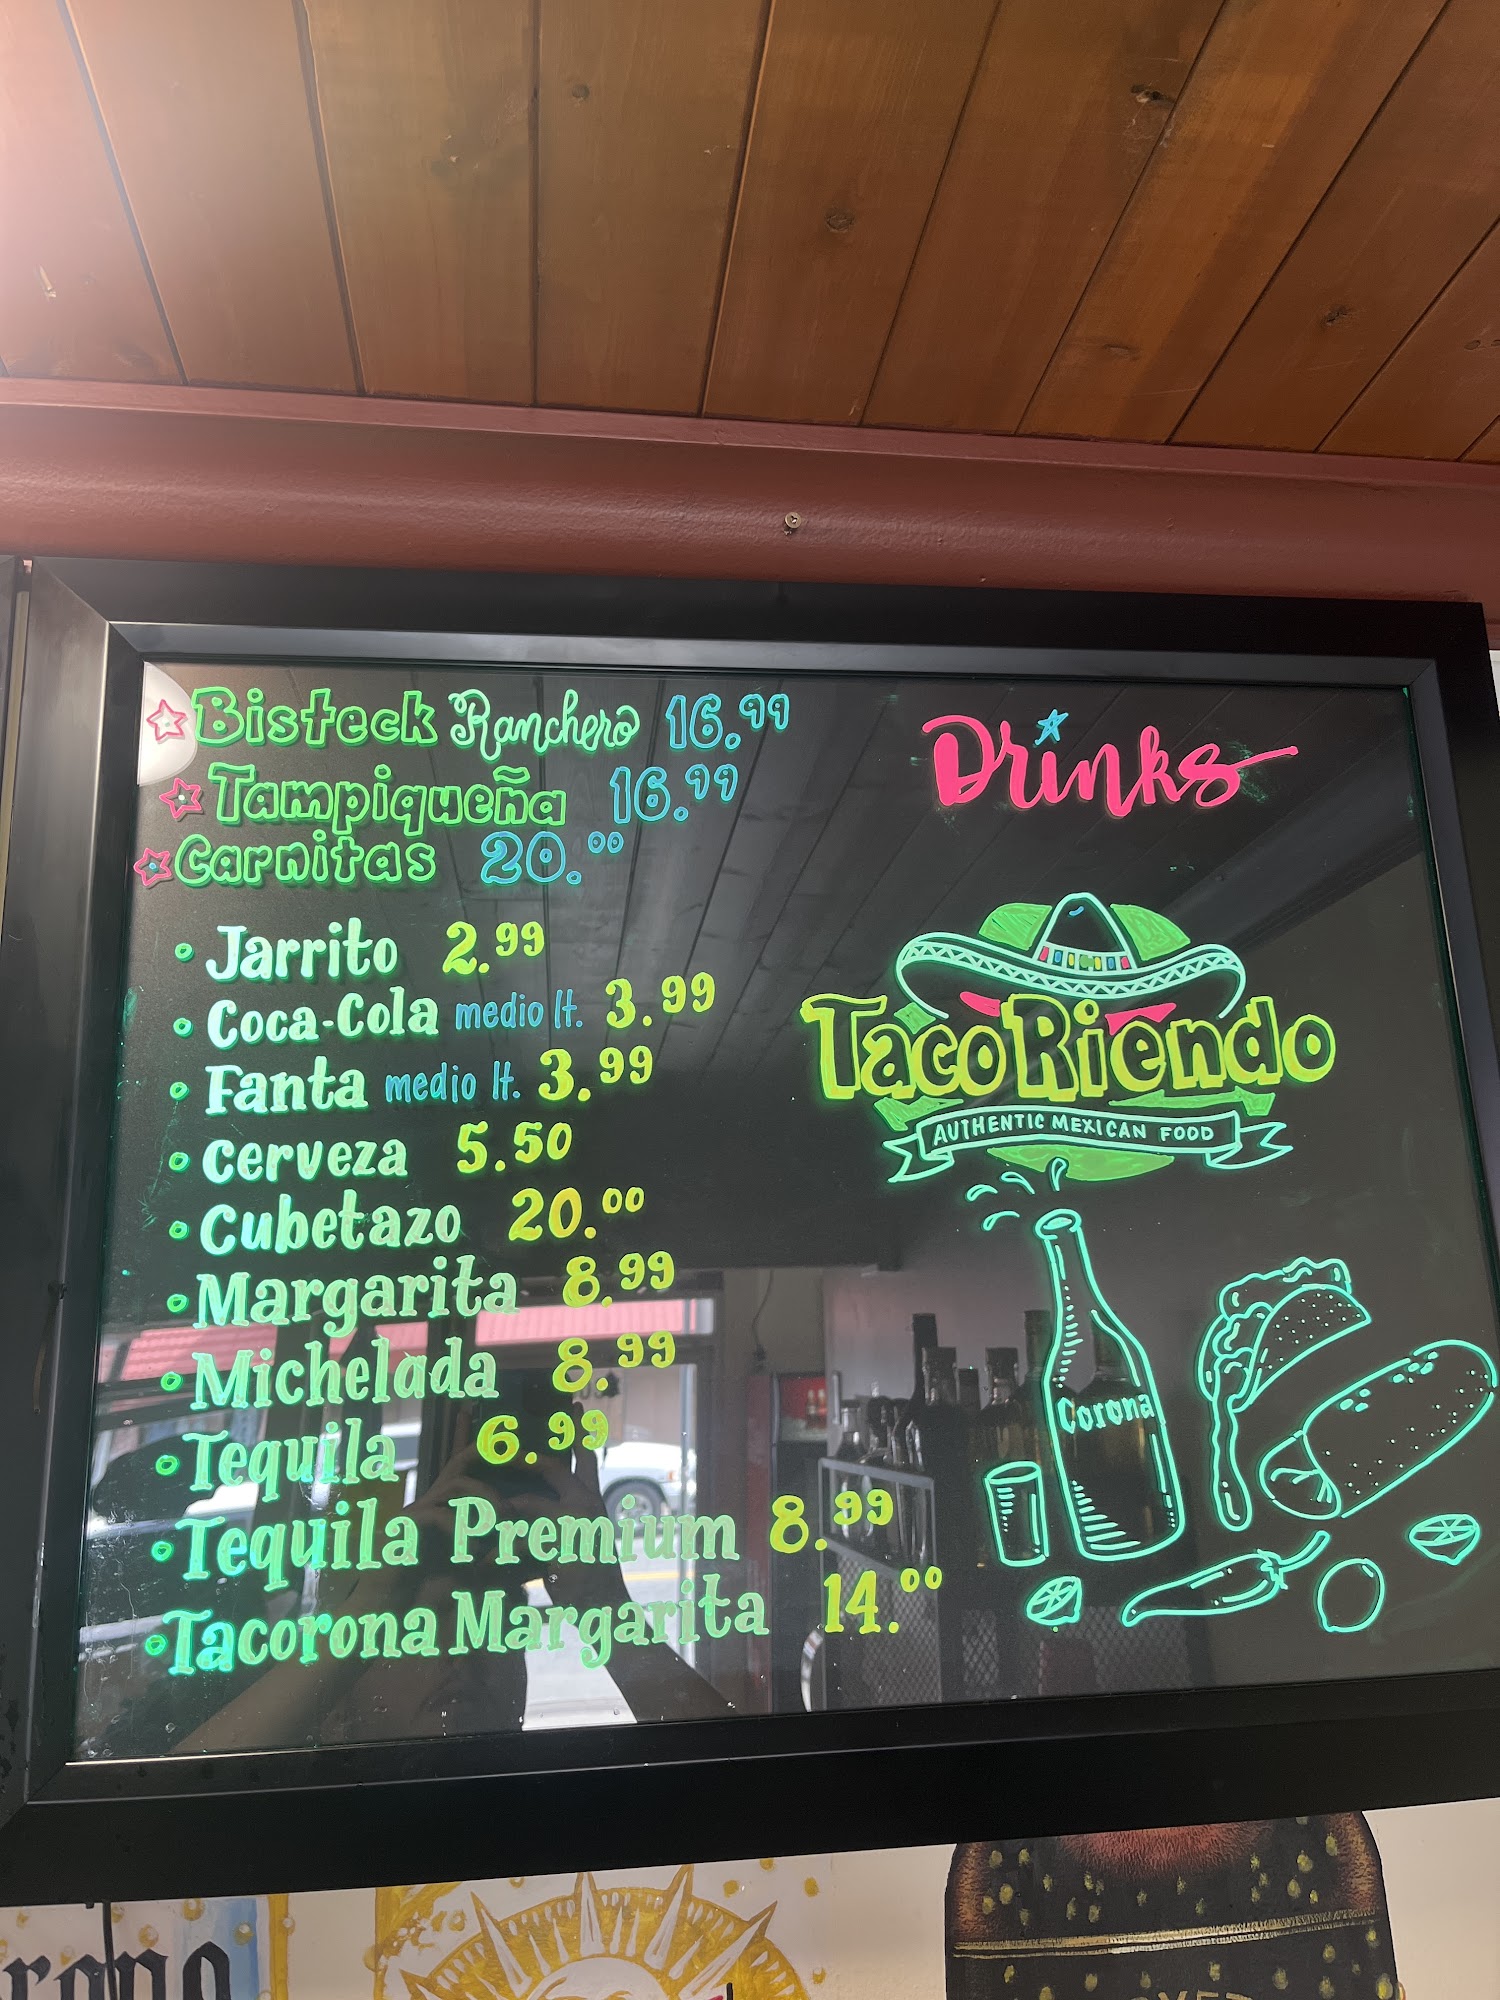 Bisteck Ranchero 16.99
Tampiqueña 16.99
Carnitas 20.00
Drinks
Jarrito 2.99
Coca-Cola medio lt. 3.99
Fanta medio lt. 3.99
Cerveza 5.50
Cubetazo 20.00
Margarita 8.99
Michelada 8.99
Tequila 6.99
Tequila Premium 8.99
Tacorona Margarita 14.00
TacoRiendo
AUTHENTIC MEXICAN FOOD
Corona